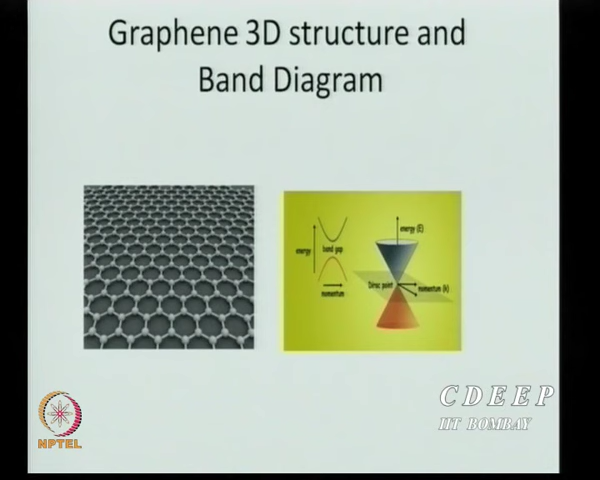 Graphene 3D structure and
Band Diagram
energy
band gap
momentum
energy (E)
Dirac point
momentum (k)
NPTEL
CDEEP
IIT BOMBAY